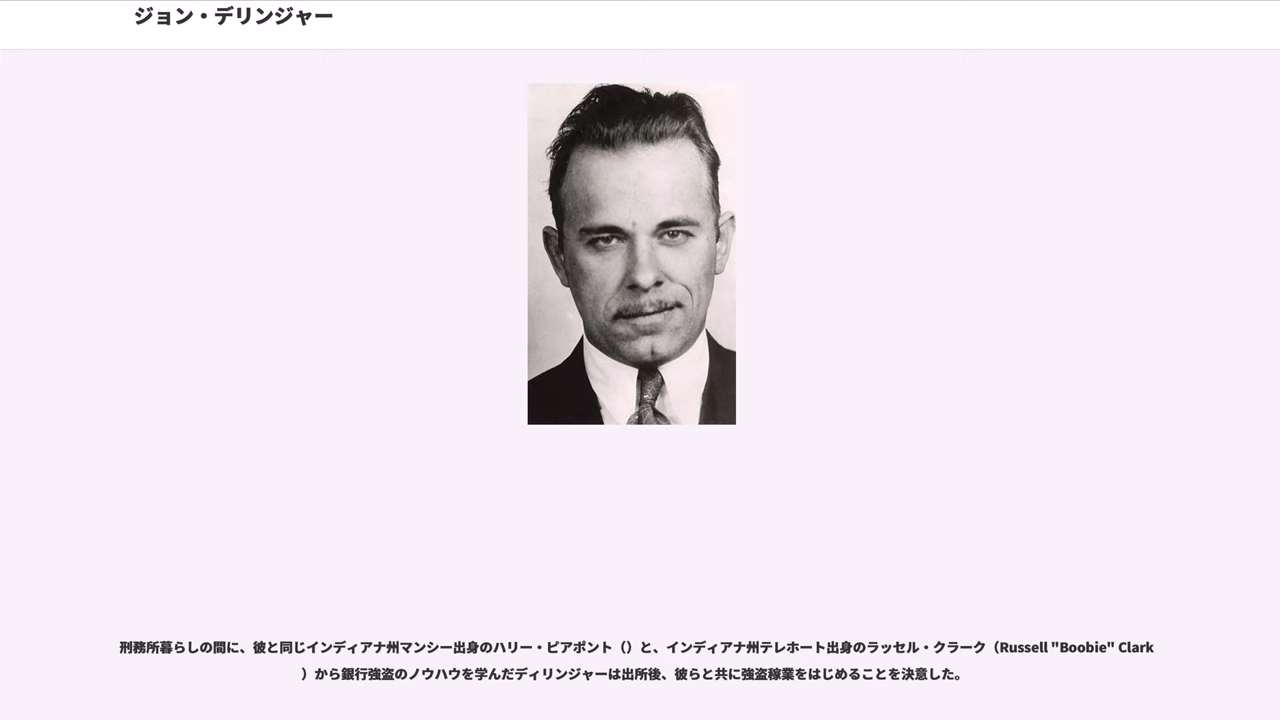 ジョン・デリンジャー
刑務所暮らしの間に、彼と同じインディアナ州マンシー出身のハリー・ピアポント（）と、インディアナ州テレホート出身のラッセル・クラーク（Russell "Boobie" Clark
）から銀行強盗のノウハウを学んだディリンジャーは出所後、彼らと共に強盗稼業をはじめることを決意した。